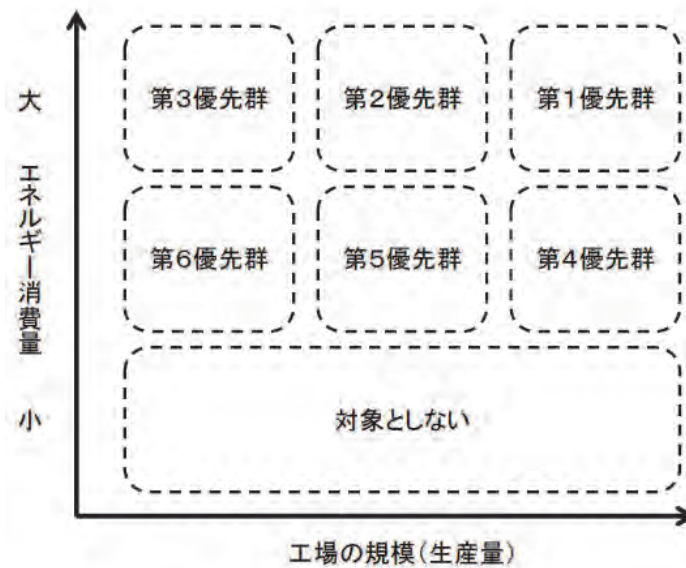 大
エネルギー消費量
小
第3優先群
第2優先群
第1優先群
第6優先群
第5優先群
第4優先群
対象としない
工場の規模(生産量)